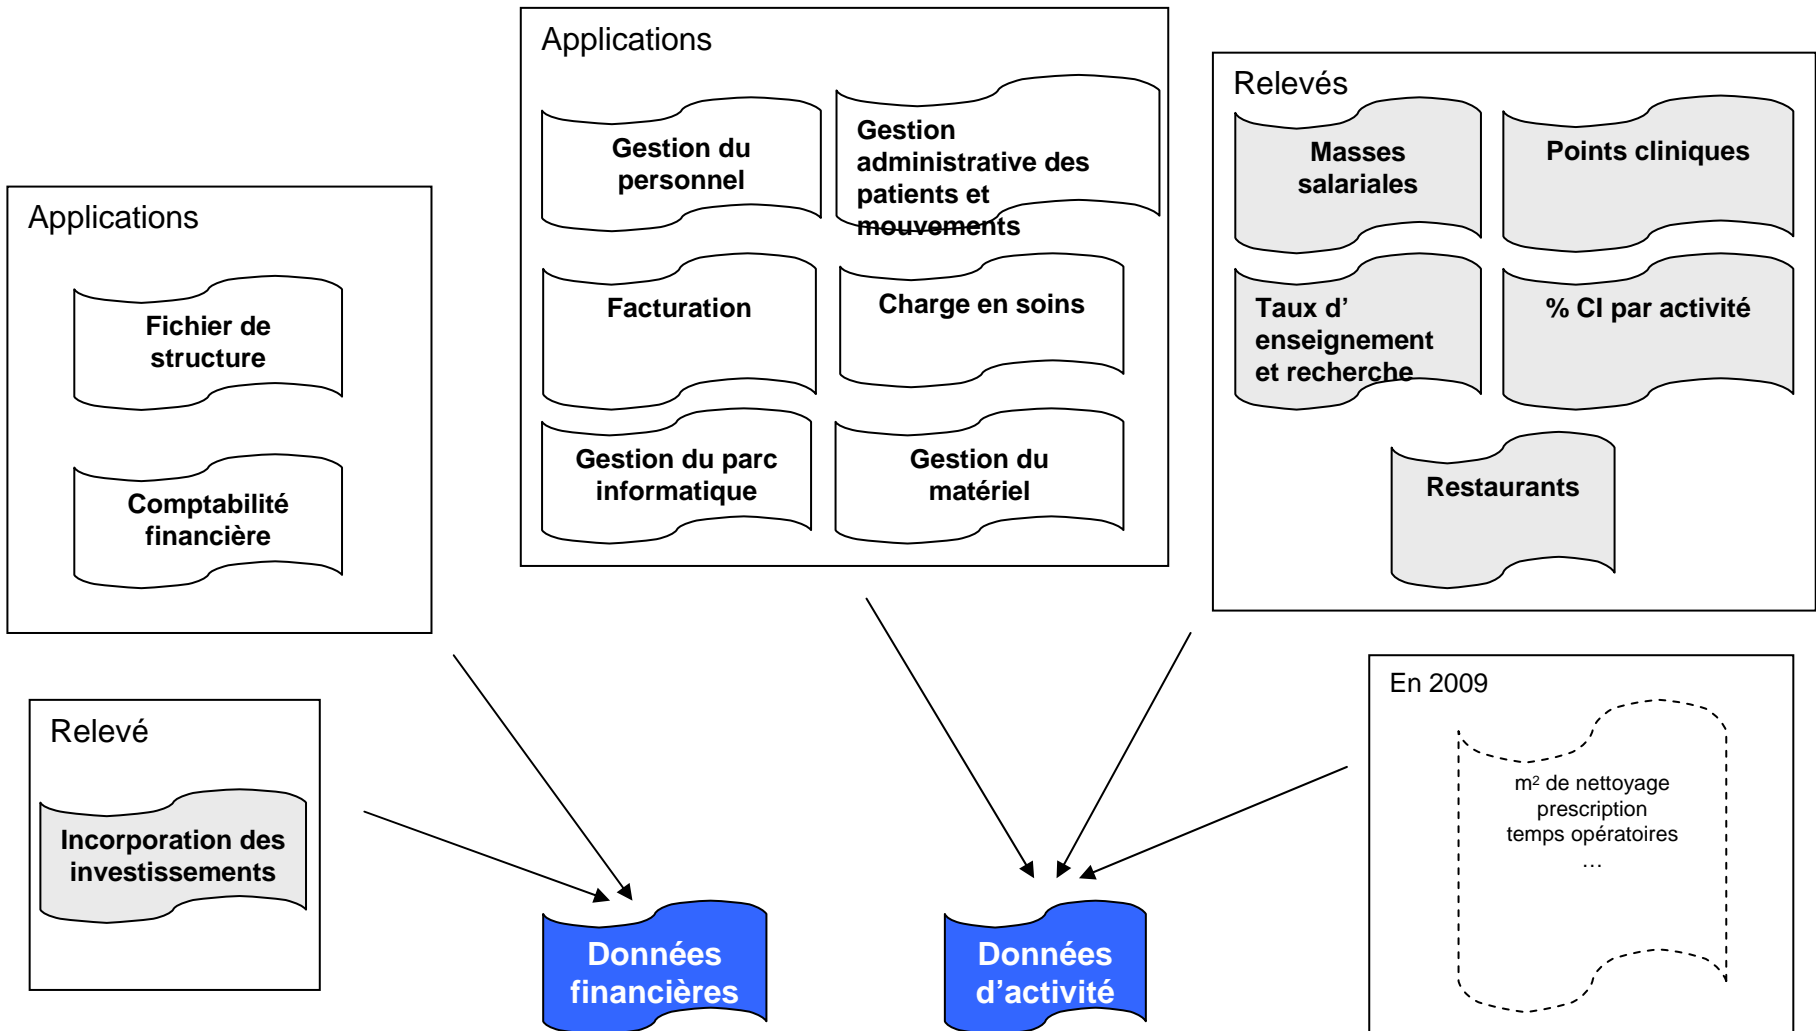 Applications
Fichier de
structure
Comptabilité
financière
Applications
Gestion du
personnel
Gestion
administrative des
patients et
mouvements
Facturation
Charge en soins
Gestion du parc
informatique
Gestion du
matériel
Relevés
Masses
salariales
Points cliniques
Taux d’
enseignement
et recherche
% CI par activité
Restaurants
Relevé
Incorporation des
investissements
En 2009
m² de nettoyage
prescription
temps opératoires
…
Données
financières
Données
d’activité